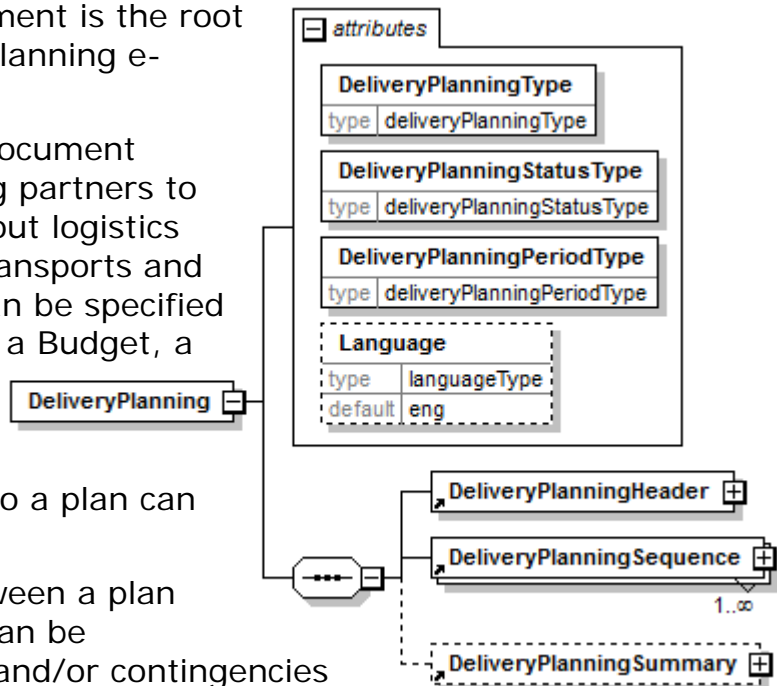 ment is the root
lanning e-
ocument
g partners to
out logistics
ransports and
n be specified
a Budget, a
o a plan can
ween a plan
an be
and/or contingencies
attributes
DeliveryPlanningType
type deliveryPlanningType
DeliveryPlanningStatusType
type deliveryPlanningStatusType
DeliveryPlanningPeriodType
type deliveryPlanningPeriodType
Language
type languageType
default eng
DeliveryPlanning
DeliveryPlanningHeader
DeliveryPlanningSequence
1..∞
DeliveryPlanningSummary